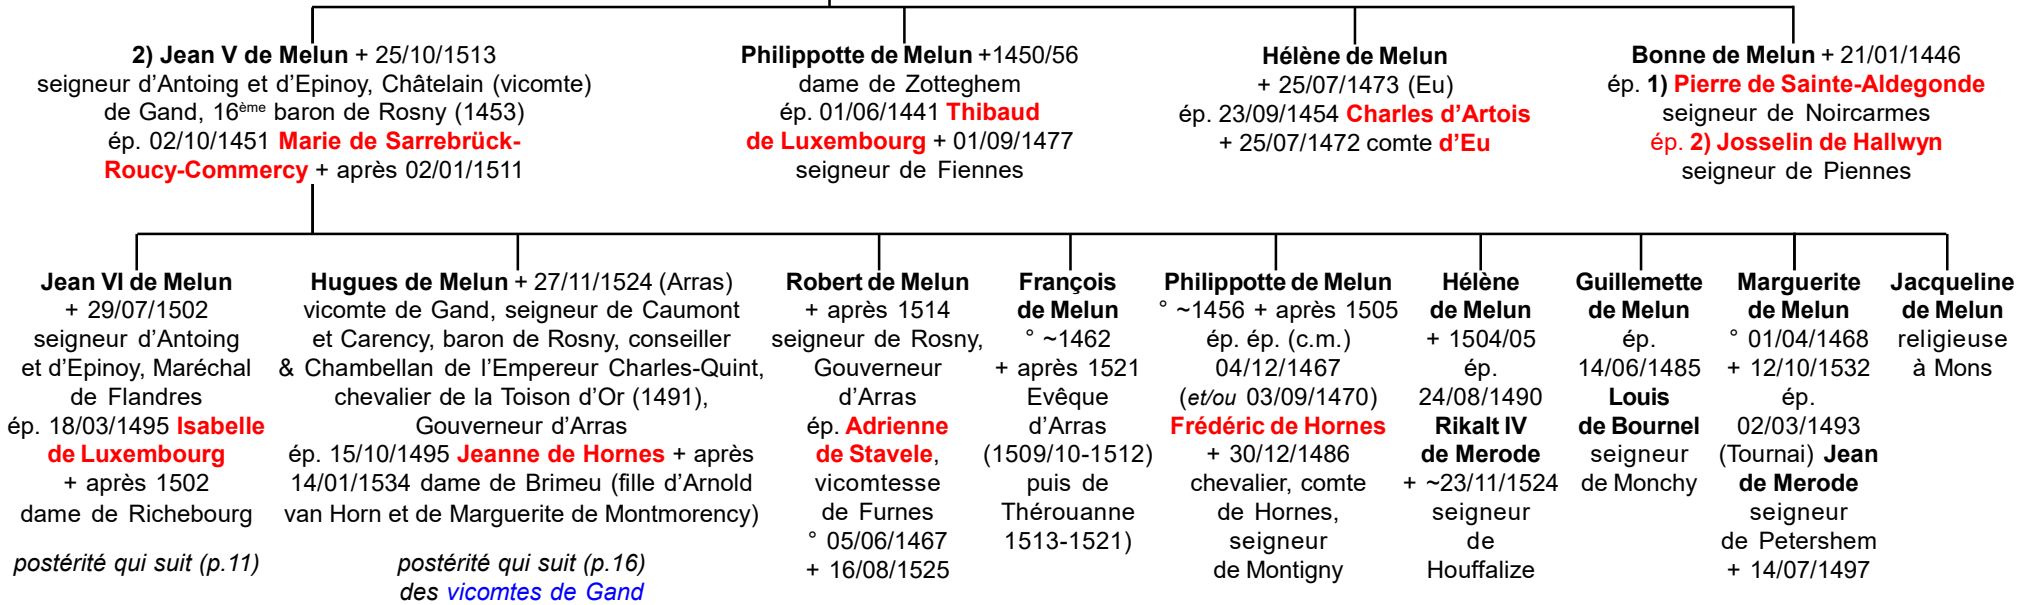 2) Jean V de Melun + 25/10/1513
seigneur d’Antoing et d’Epinoy, Châtelain (vicomte)
de Gand, 16ème baron de Rosny (1453)
ép. 02/10/1451 Marie de Sarrebrück-
Roucy-Commercy + après 02/01/1511
Philippotte de Melun +1450/56
dame de Zotteghem
ép. 01/06/1441 Thibaud
de Luxembourg + 01/09/1477
seigneur de Fiennes
Hélène de Melun
+ 25/07/1473 (Eu)
ép. 23/09/1454 Charles d’Artois
+ 25/07/1472 comte d’Eu
Bonne de Melun + 21/01/1446
ép. 1) Pierre de Sainte-Aldegonde
seigneur de Noircarmes
ép. 2) Josselin de Hallwyn
seigneur de Piennes
Jean VI de Melun
+ 29/07/1502
seigneur d’Antoing
et d’Epinoy, Maréchal
de Flandres
ép. 18/03/1495 Isabelle
de Luxembourg
+ après 1502
dame de Richebourg
postérité qui suit (p.11)
Hugues de Melun + 27/11/1524 (Arras)
vicomte de Gand, seigneur de Caumont
et Carency, baron de Rosny, conseiller
& Chambellan de l’Empereur Charles-Quint,
chevalier de la Toison d’Or (1491),
Gouverneur d’Arras
ép. 15/10/1495 Jeanne de Hornes + après
14/01/1534 dame de Brimeu (fille d’Arnold
van Horn et de Marguerite de Montmorency)
postérité qui suit (p.16)
des vicomtes de Gand
Robert de Melun
+ après 1514
seigneur de Rosny,
Gouverneur
d’Arras
ép. Adrienne
de Stavele,
vicomtesse
de Furnes
° 05/06/1467
+ 16/08/1525
François
de Melun
° ~1462
+ après 1521
Evêque
d’Arras
(1509/10-1512)
puis de
Thérouanne
1513-1521)
Philippotte de Melun
° ~1456 + après 1505
ép. ép. (c.m.)
04/12/1467
(et/ou 03/09/1470)
Frédéric de Hornes
+ 30/12/1486
chevalier, comte
de Hornes,
seigneur
de Montigny
Hélène
de Melun
+ 1504/05
ép.
24/08/1490
Rikalt IV
de Merode
+ ~23/11/1524
seigneur
de
Houffalize
Guillemette
de Melun
ép.
14/06/1485
Louis
de Bournel
seigneur
de Monchy
Marguerite
de Melun
° 01/04/1468
+ 12/10/1532
ép.
02/03/1493
(Tournai) Jean
de Merode
seigneur
de Petershem
+ 14/07/1497
Jacqueline
de Melun
religieuse
à Mons